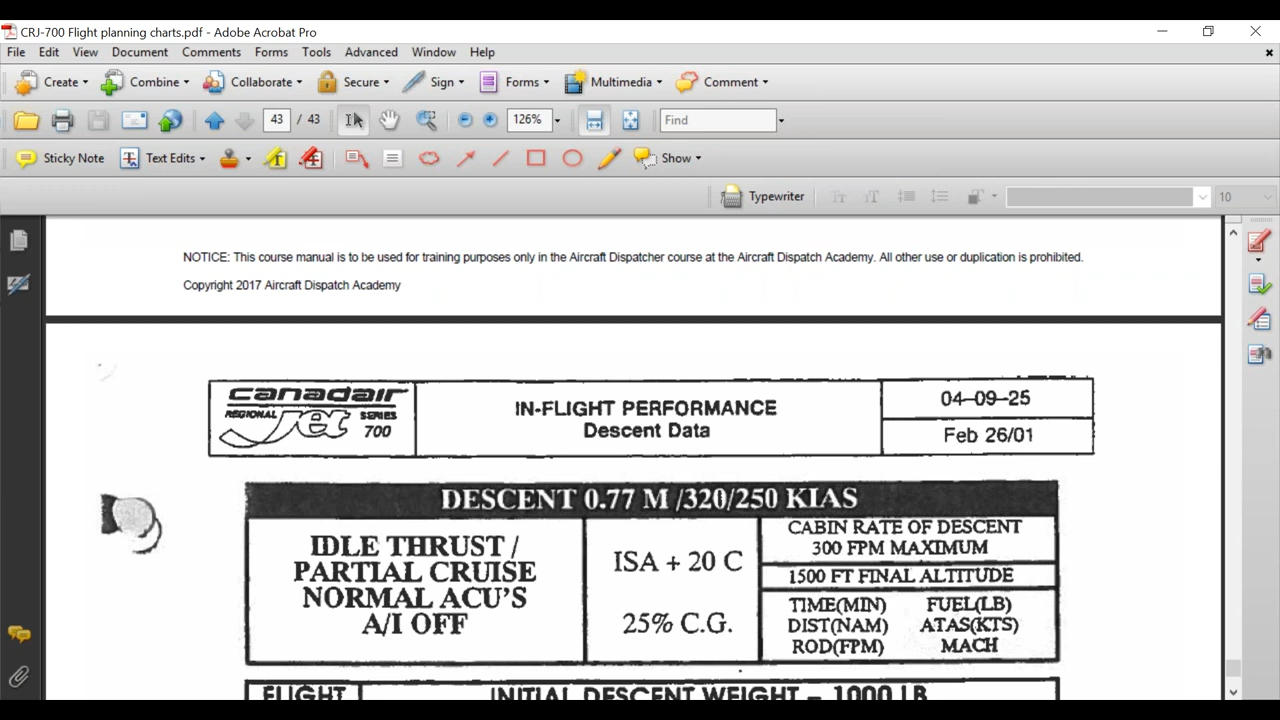 CRJ-700 Flight planning charts.pdf - Adobe Acrobat Pro
File Edit View Document Comments Forms Tools Advanced Window Help
Create Combine Collaborate Secure Sign Forms Multimedia Comment
43 / 43 126% Find
Sticky Note Text Edits Show
Typewriter 10
NOTICE: This course manual is to be used for training purposes only in the Aircraft Dispatcher course at the Aircraft Dispatch Academy. All other use or duplication is prohibited.
Copyright 2017 Aircraft Dispatch Academy
canadair
REGIONAL Jet SERIES
700
IN-FLIGHT PERFORMANCE
Descent Data
04-09-25
Feb 26/01
DESCENT 0.77 M /320/250 KIAS
IDLE THRUST /
PARTIAL CRUISE
NORMAL ACU'S
A/I OFF
ISA + 20 C
25% C.G.
CABIN RATE OF DESCENT
300 FPM MAXIMUM
1500 FT FINAL ALTITUDE
TIME(MIN) FUEL(LB)
DIST(NAM) ATAS(KTS)
ROD(FPM) MACH
FLIGHT INITIAL DESCENT WEIGHT - 1000 LB